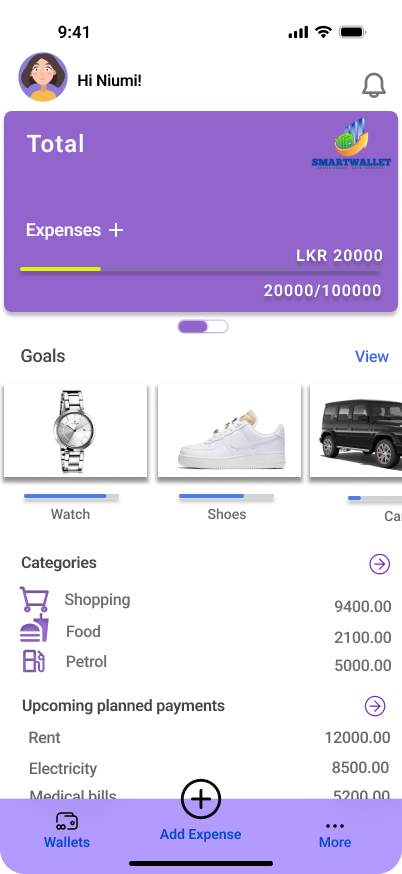 9:41
Hi Niumi!
Total
SMARTWALLET
Expenses +
LKR 20000
20000/100000
Goals
View
Watch
Shoes
Car
Categories
Shopping 9400.00
Food 2100.00
Petrol 5000.00
Upcoming planned payments
Rent 12000.00
Electricity 8500.00
Medical bills 5200.00
Wallets
Add Expense
More